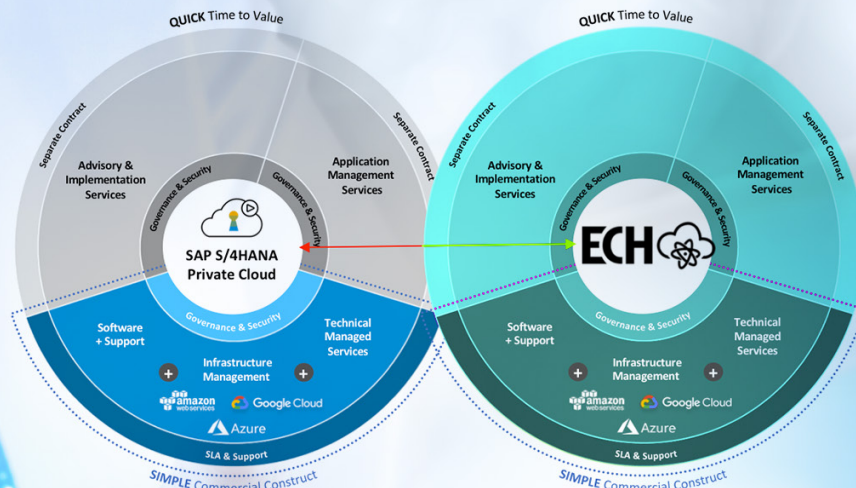 QUICK Time to Value
Separate Contract
Separate Contract
Advisory &
Implementation
Services
Application
Management
Services
Governance & Security
Governance & Security
SAP S/4HANA
Private Cloud
Governance & Security
Software
+ Support
Technical
Managed
Services
Infrastructure
Management
+
+
amazon
webservices
Google Cloud
Azure
SLA & Support
SIMPLE Commercial Construct
QUICK Time to Value
Separate Contract
Separate Contract
Advisory &
Implementation
Services
Application
Management
Services
Governance & Security
Governance & Security
ECH
Governance & Security
Software
+ Support
Technical
Managed
Services
Infrastructure
Management
+
+
amazon
webservices
Google Cloud
Azure
SLA & Support
SIMPLE Commercial Construct